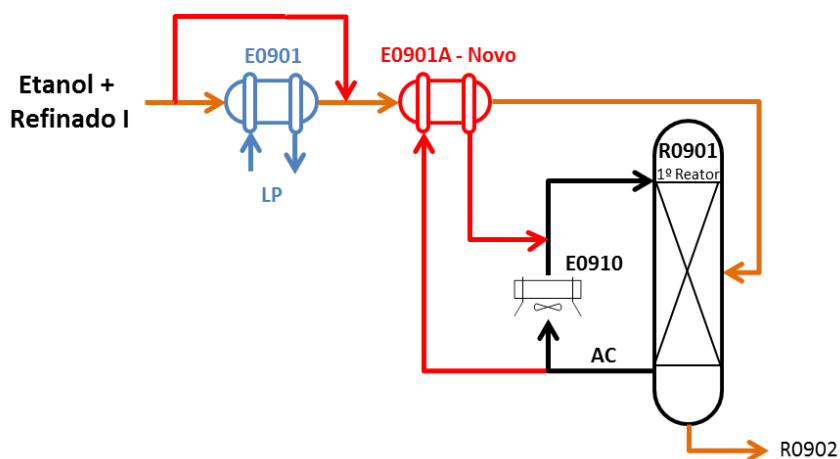 E0901
E0901A - Novo
Etanol +
Refinado I
LP
R0901
1º Reator
E0910
AC
R0902